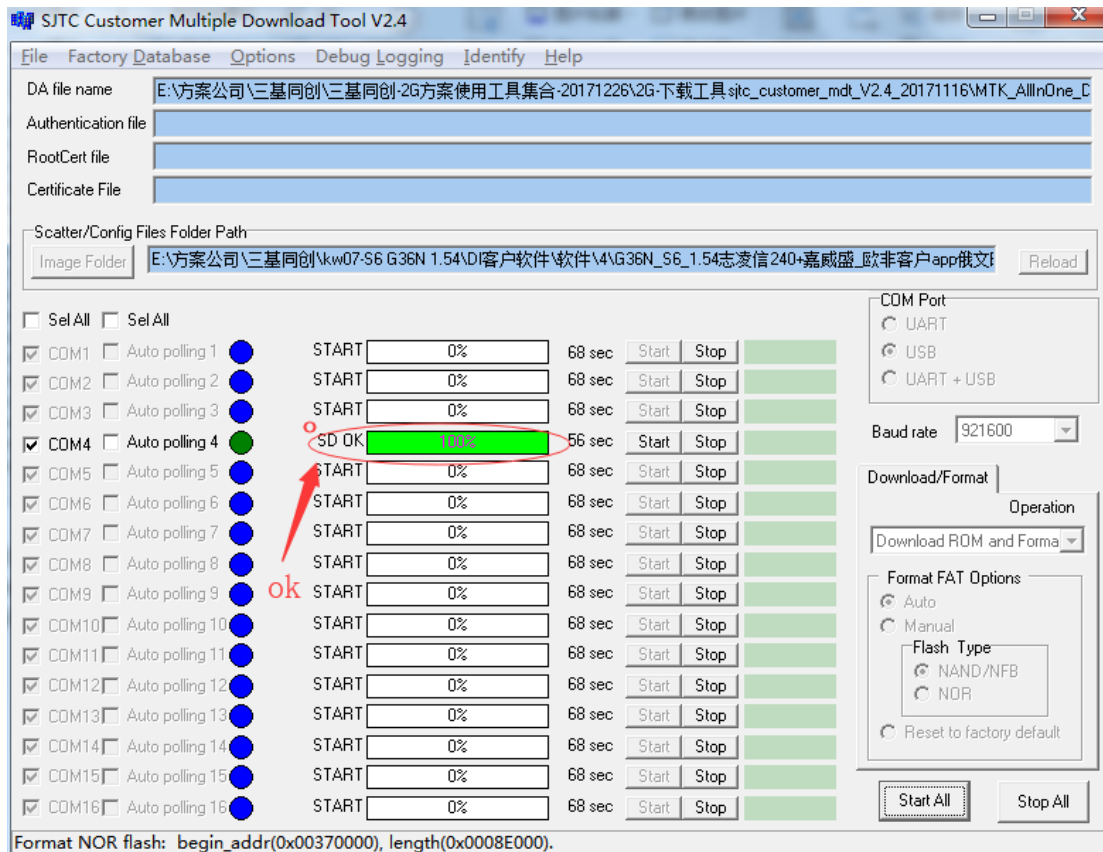 SJTC Customer Multiple Download Tool V2.4
File Factory Database Options Debug Logging Identify Help
DA file name E:\方案公司\三基同创\三基同创-2G方案使用工具集合-20171226\2G-下载工具sjtc_customer_mdt_V2.4_20171116\MTK_AllInOne_D
Authentication file
RootCert file
Certificate File
Scatter/Config Files Folder Path
Image Folder E:\方案公司\三基同创\kw07-S6 G36N 1.54\DI客户软件\软件\4\G36N_S6_1.54志凌信240+嘉威盛_欧非客户app俄文 Reload
Sel All Sel All
COM1 Auto polling 1 START 0% 68 sec Start Stop
COM2 Auto polling 2 START 0% 68 sec Start Stop
COM3 Auto polling 3 START 0% 68 sec Start Stop
COM4 Auto polling 4 SD OK 100% 56 sec Start Stop
COM5 Auto polling 5 START 0% 68 sec Start Stop
COM6 Auto polling 6 START 0% 68 sec Start Stop
COM7 Auto polling 7 START 0% 68 sec Start Stop
COM8 Auto polling 8 START 0% 68 sec Start Stop
COM9 Auto polling 9 START 0% 68 sec Start Stop
ok
COM10 Auto polling 10 START 0% 68 sec Start Stop
COM11 Auto polling 11 START 0% 68 sec Start Stop
COM12 Auto polling 12 START 0% 68 sec Start Stop
COM13 Auto polling 13 START 0% 68 sec Start Stop
COM14 Auto polling 14 START 0% 68 sec Start Stop
COM15 Auto polling 15 START 0% 68 sec Start Stop
COM16 Auto polling 16 START 0% 68 sec Start Stop
COM Port
UART
USB
UART + USB
Baud rate 921600
Download/Format
Operation
Download ROM and Forma
Format FAT Options
Auto
Manual
Flash Type
NAND/NFB
NOR
Reset to factory default
Start All Stop All
Format NOR flash: begin_addr(0x00370000), length(0x0008E000).